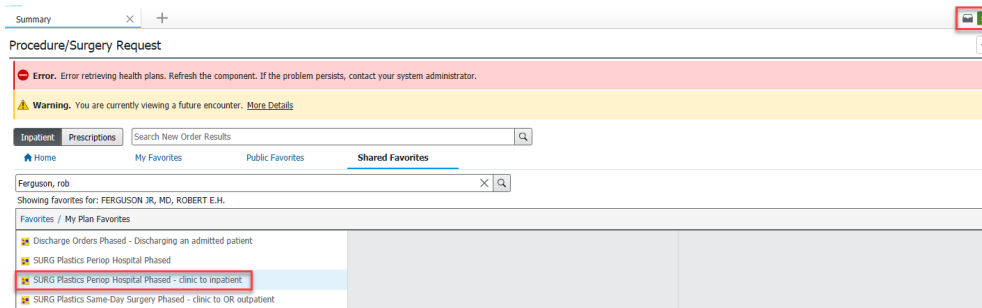 Summary
Procedure/Surgery Request
Error. Error retrieving health plans. Refresh the component. If the problem persists, contact your system administrator.
Warning. You are currently viewing a future encounter. More Details
Inpatient Prescriptions Search New Order Results
Home My Favorites Public Favorites Shared Favorites
Ferguson, rob
Showing favorites for: FERGUSON JR, MD, ROBERT E.H.
Favorites / My Plan Favorites
Discharge Orders Phased - Discharging an admitted patient
SURG Plastics Periop Hospital Phased
SURG Plastics Periop Hospital Phased - clinic to inpatient
SURG Plastics Same-Day Surgery Phased - clinic to OR outpatient